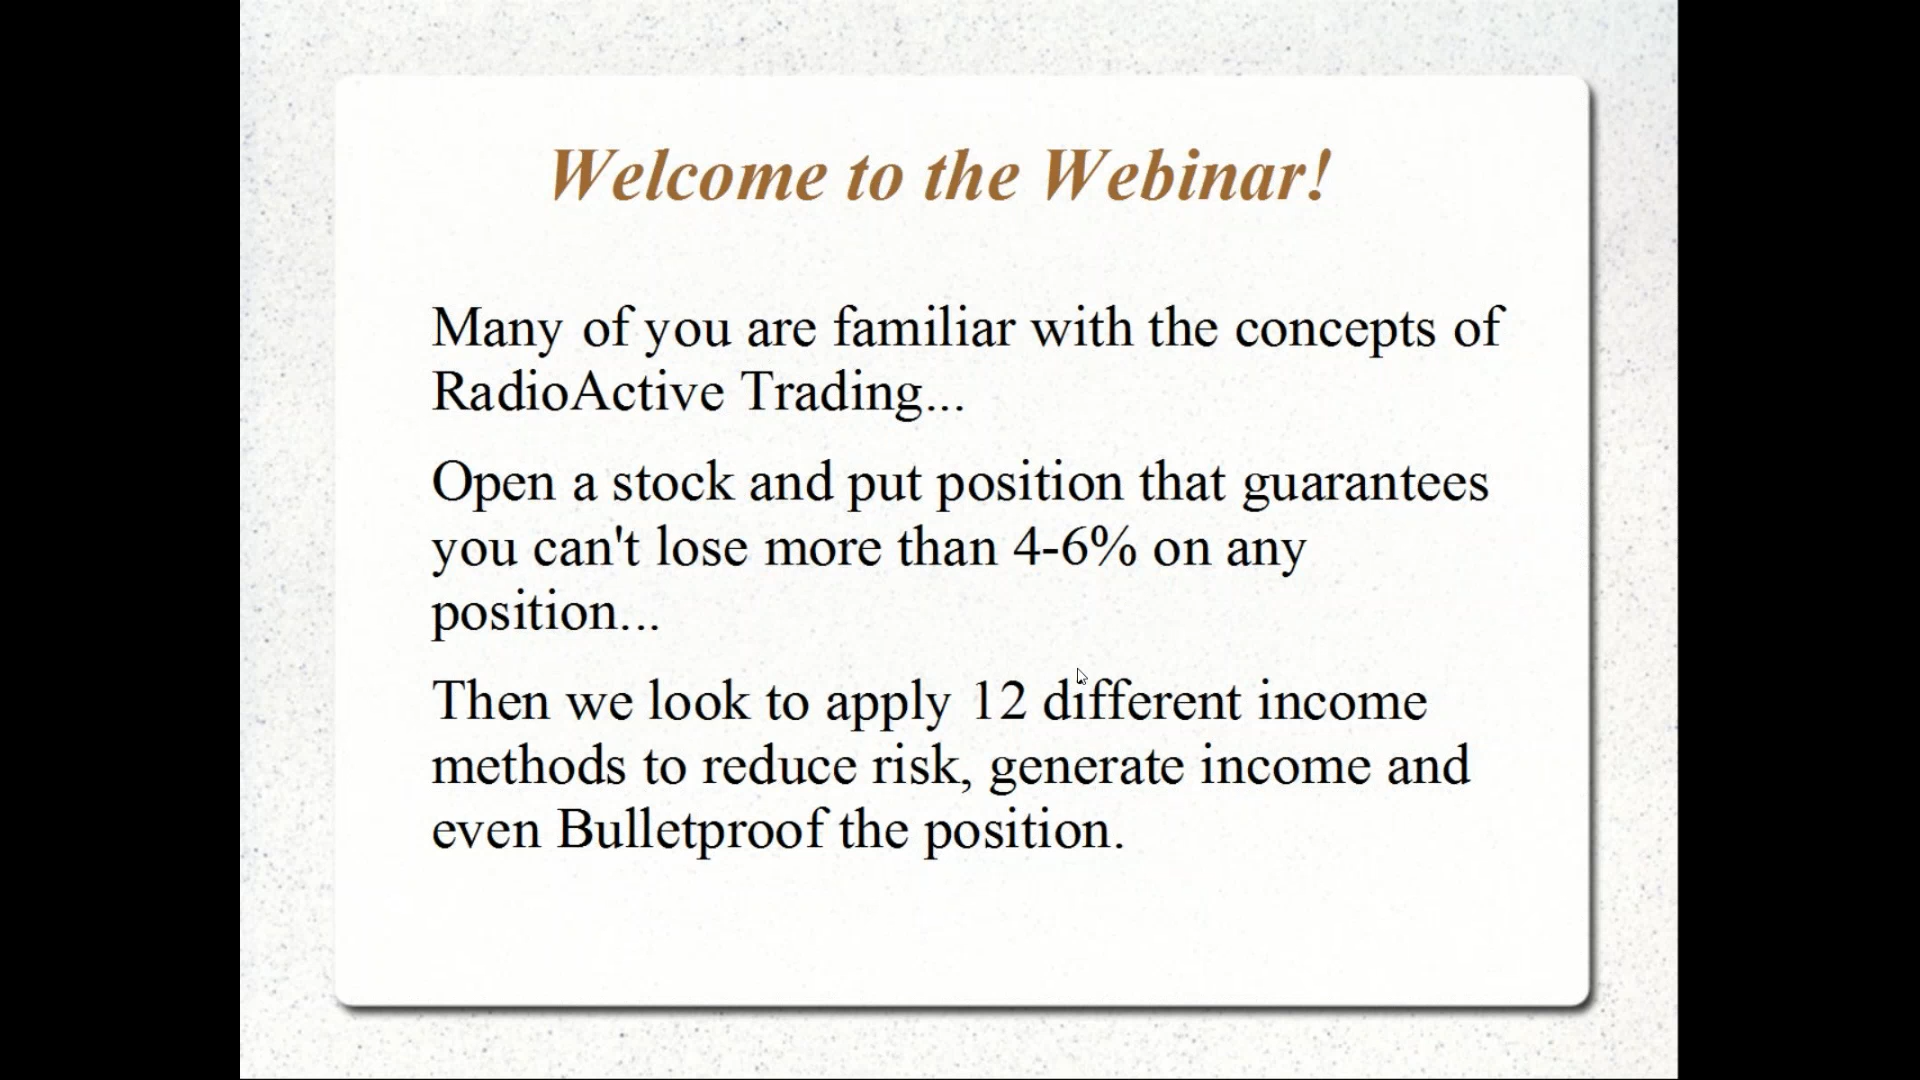 Welcome to the Webinar!
Many of you are familiar with the concepts of
RadioActive Trading...
Open a stock and put position that guarantees
you can't lose more than 4-6% on any
position...
Then we look to apply 12 different income
methods to reduce risk, generate income and
even Bulletproof the position.